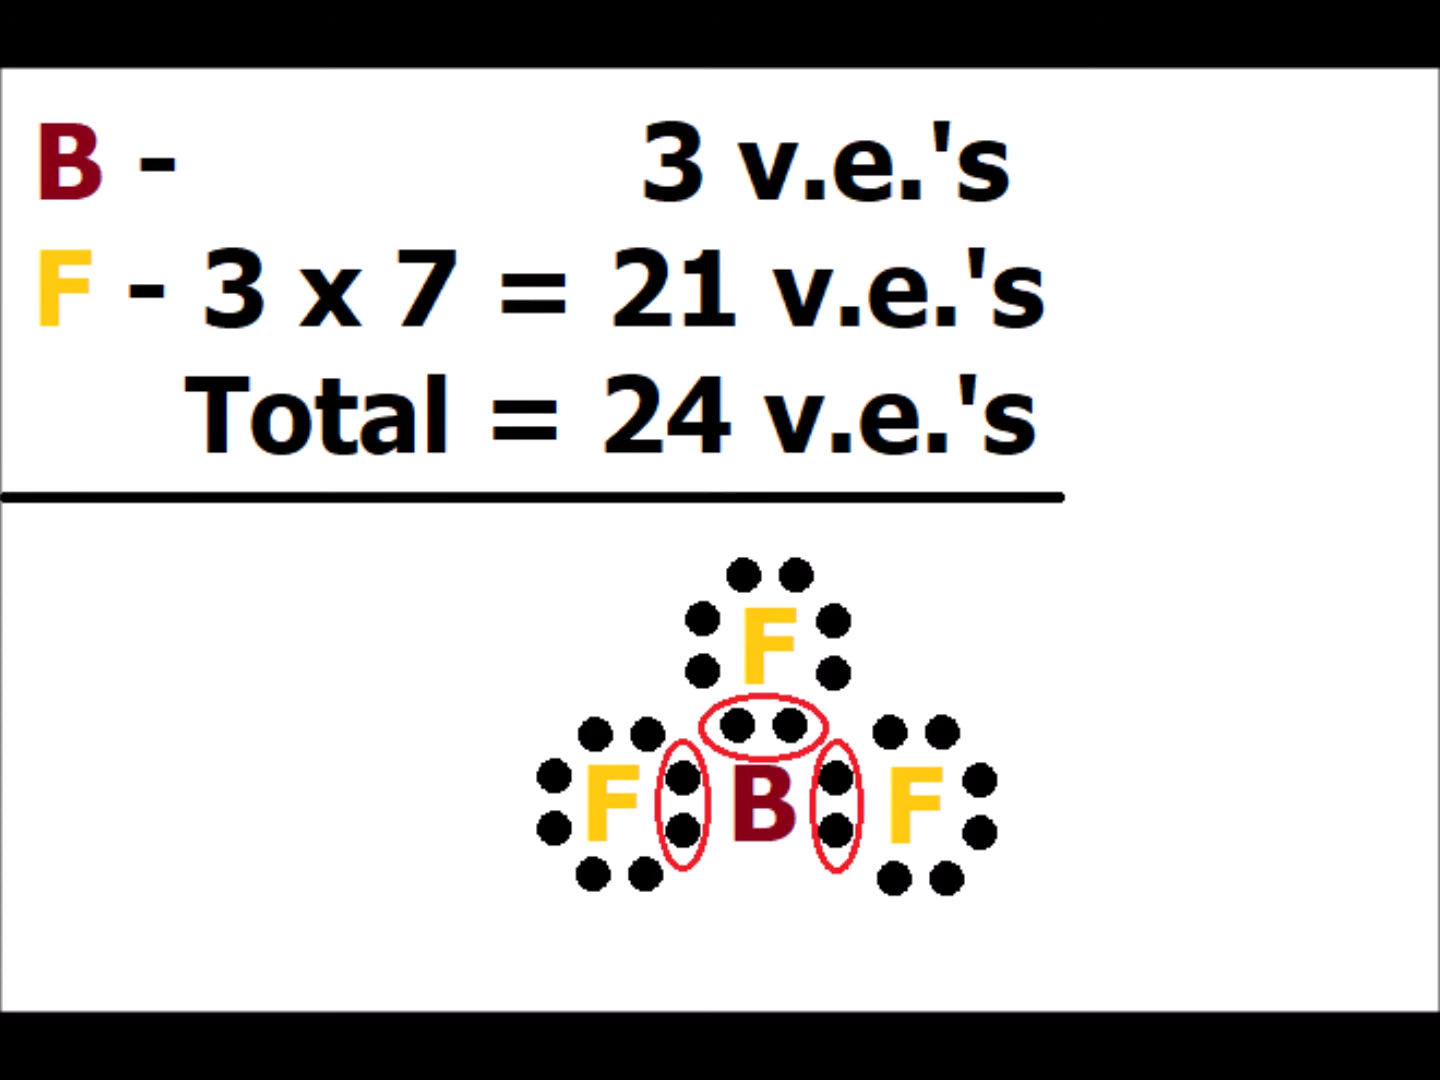 B - 3 v.e.'s
F - 3 x 7 = 21 v.e.'s
Total = 24 v.e.'s
F
F B F